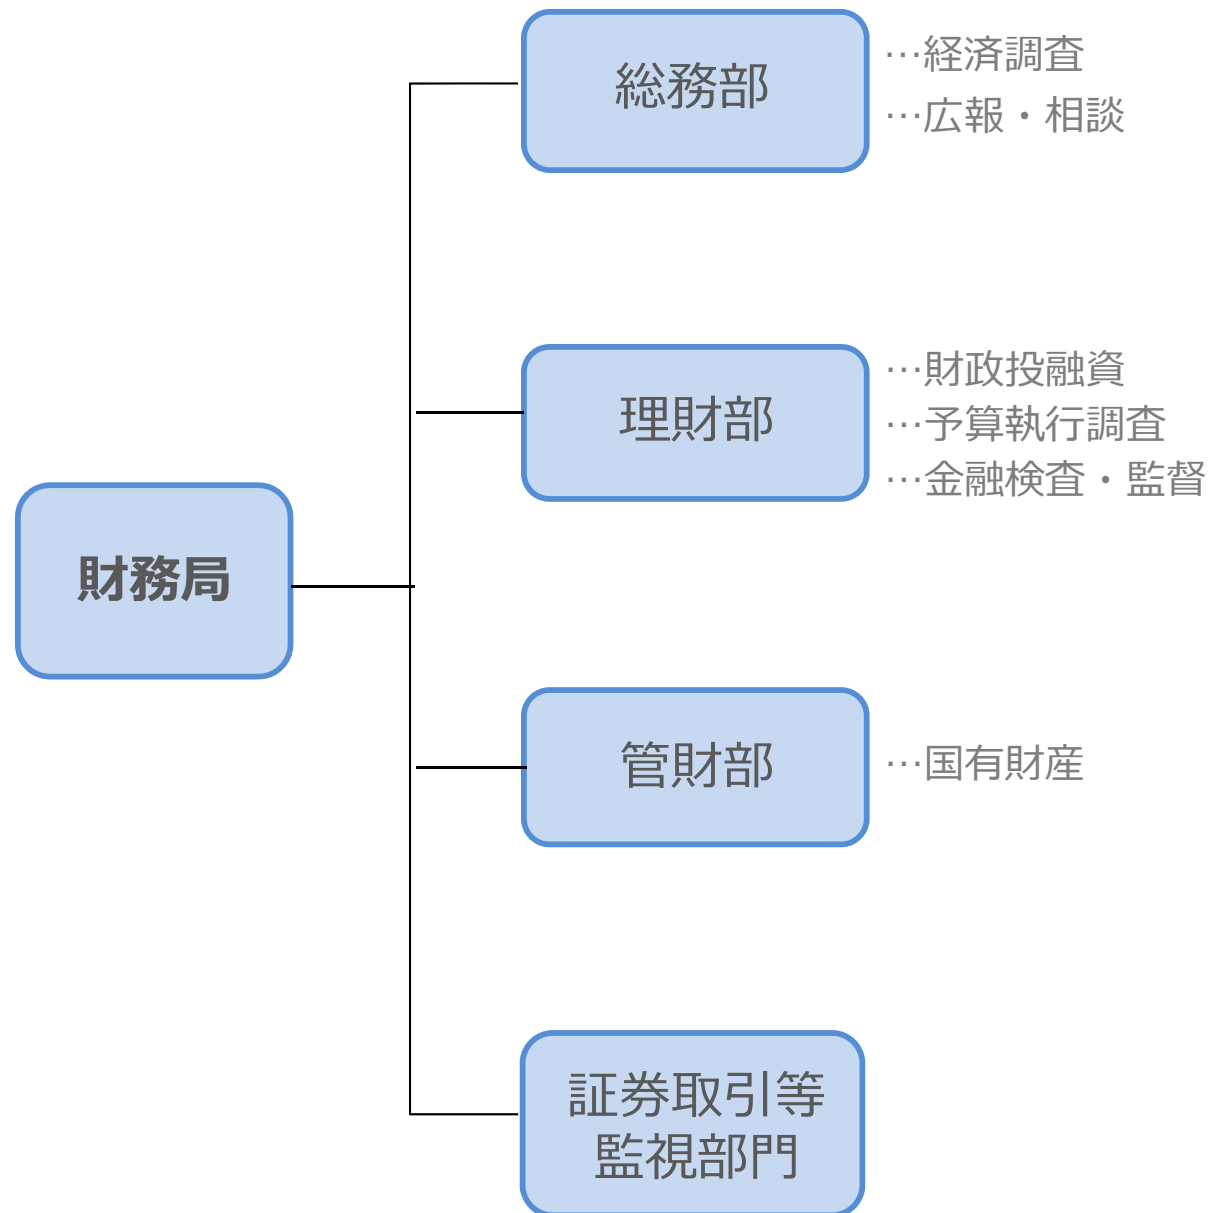 総務部
…経済調査
…広報・相談
理財部
…財政投融資
…予算執行調査
…金融検査・監督
財務局
管財部
…国有財産
証券取引等
監視部門